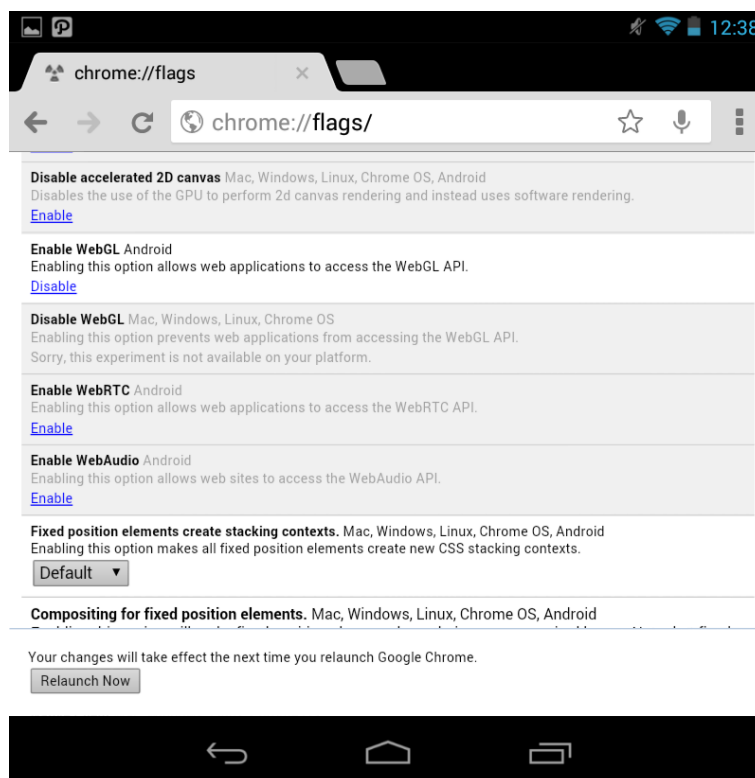 12:38
chrome://flags
chrome://flags/
Disable accelerated 2D canvas Mac, Windows, Linux, Chrome OS, Android
Disables the use of the GPU to perform 2d canvas rendering and instead uses software rendering.
Enable
Enable WebGL Android
Enabling this option allows web applications to access the WebGL API.
Disable
Disable WebGL Mac, Windows, Linux, Chrome OS
Enabling this option prevents web applications from accessing the WebGL API.
Sorry, this experiment is not available on your platform.
Enable WebRTC Android
Enabling this option allows web applications to access the WebRTC API.
Enable
Enable WebAudio Android
Enabling this option allows web sites to access the WebAudio API.
Enable
Fixed position elements create stacking contexts. Mac, Windows, Linux, Chrome OS, Android
Enabling this option makes all fixed position elements create new CSS stacking contexts.
Default
Compositing for fixed position elements. Mac, Windows, Linux, Chrome OS, Android
Your changes will take effect the next time you relaunch Google Chrome.
Relaunch Now